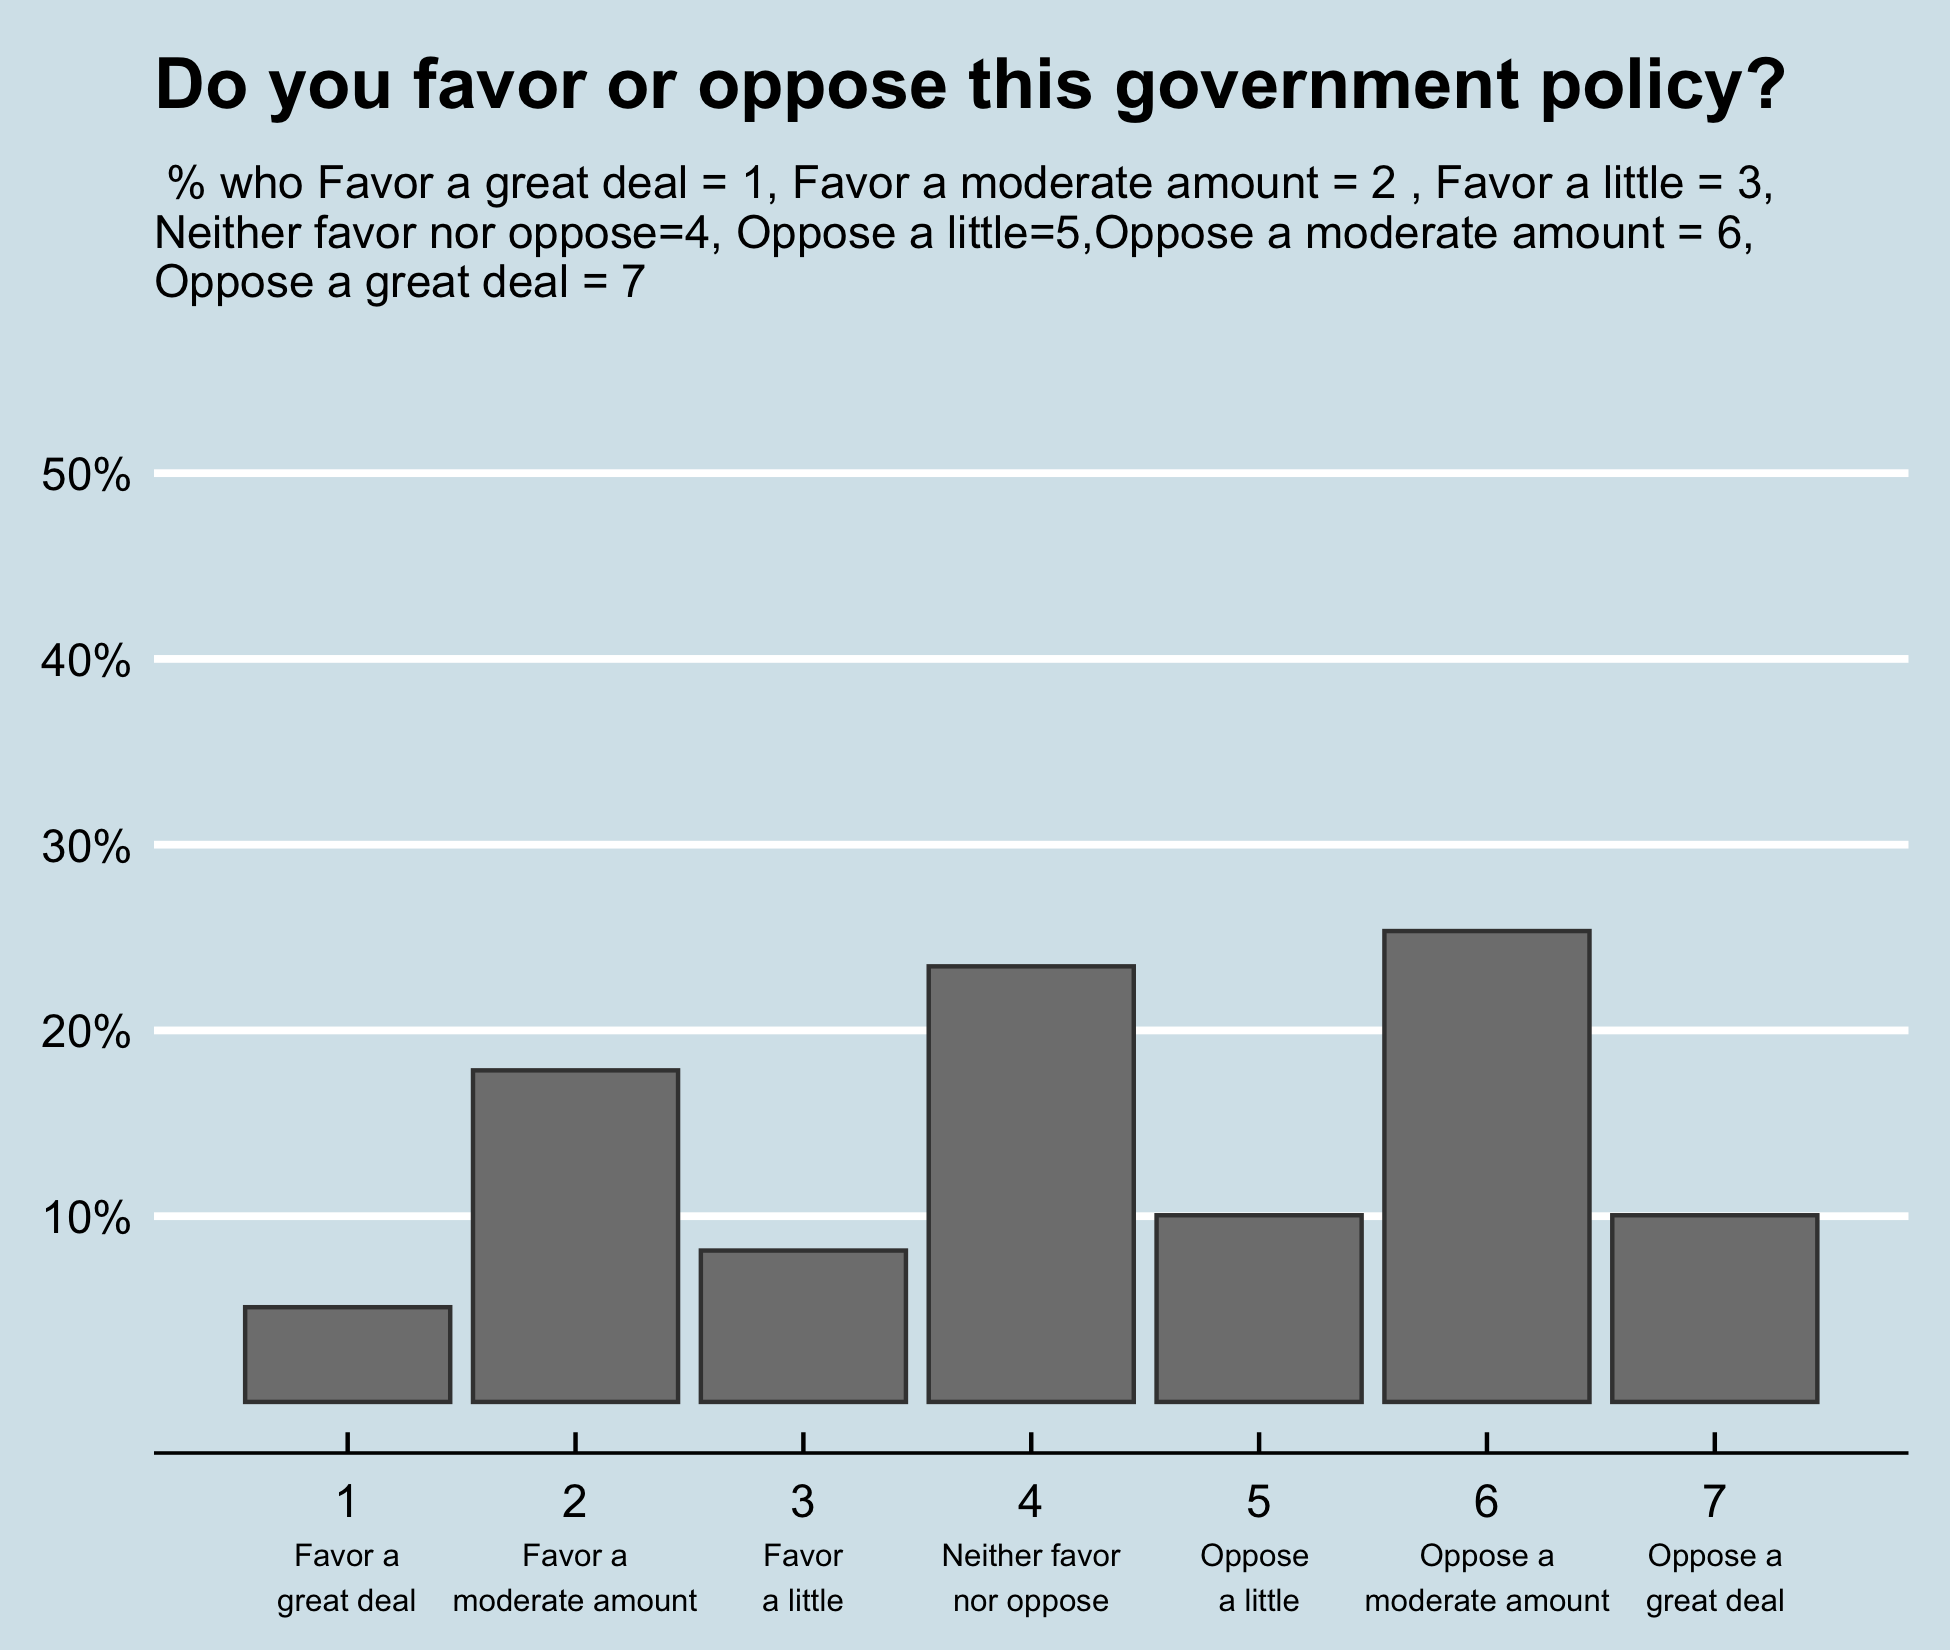 Do you favor or oppose this government policy?
% who Favor a great deal = 1, Favor a moderate amount = 2 , Favor a little = 3,
Neither favor nor oppose=4, Oppose a little=5,Oppose a moderate amount = 6,
Oppose a great deal = 7
50%
40%
30%
20%
10%
1 2 3 4 5 6 7
Favor a Favor a Favor Neither favor Oppose Oppose a Oppose a
great deal moderate amount a little nor oppose a little moderate amount great deal